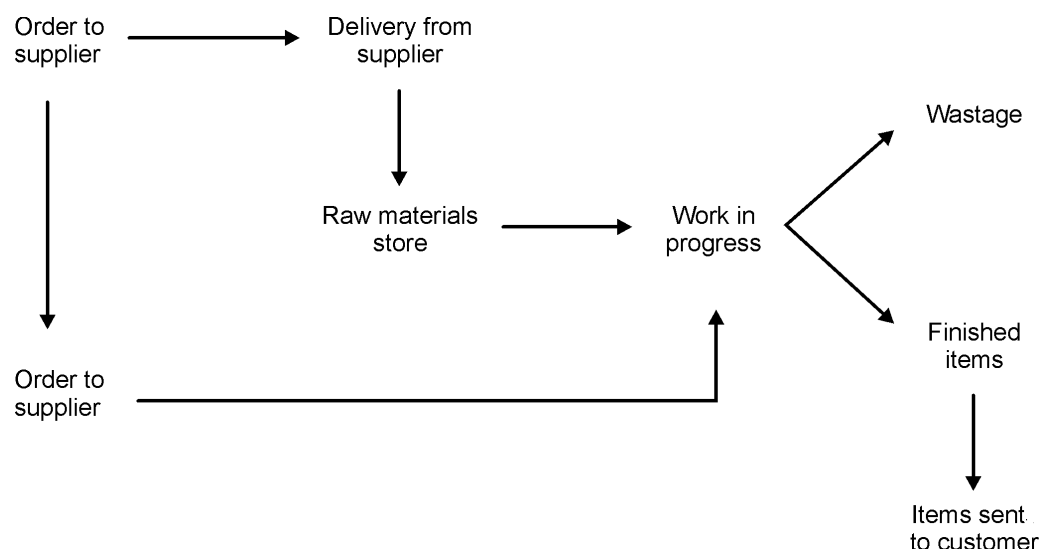 Order to
supplier
Delivery from
supplier
Wastage
Raw materials
store
Work in
progress
Finished
items
Order to
supplier
Items sent
to customer